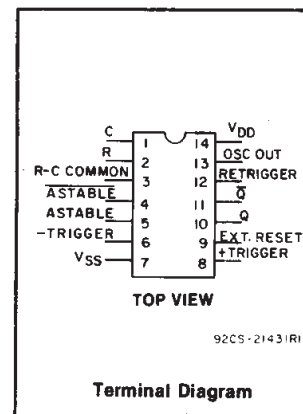 C 1 14 VDD
R 2 13 OSC OUT
R-C COMMON 3 12 RETRIGGER
ASTABLE 4 11 Q̅
ASTABLE 5 10 Q
-TRIGGER 6 9 EXT. RESET
VSS 7 8 +TRIGGER
TOP VIEW
92CS-21431RI
Terminal Diagram